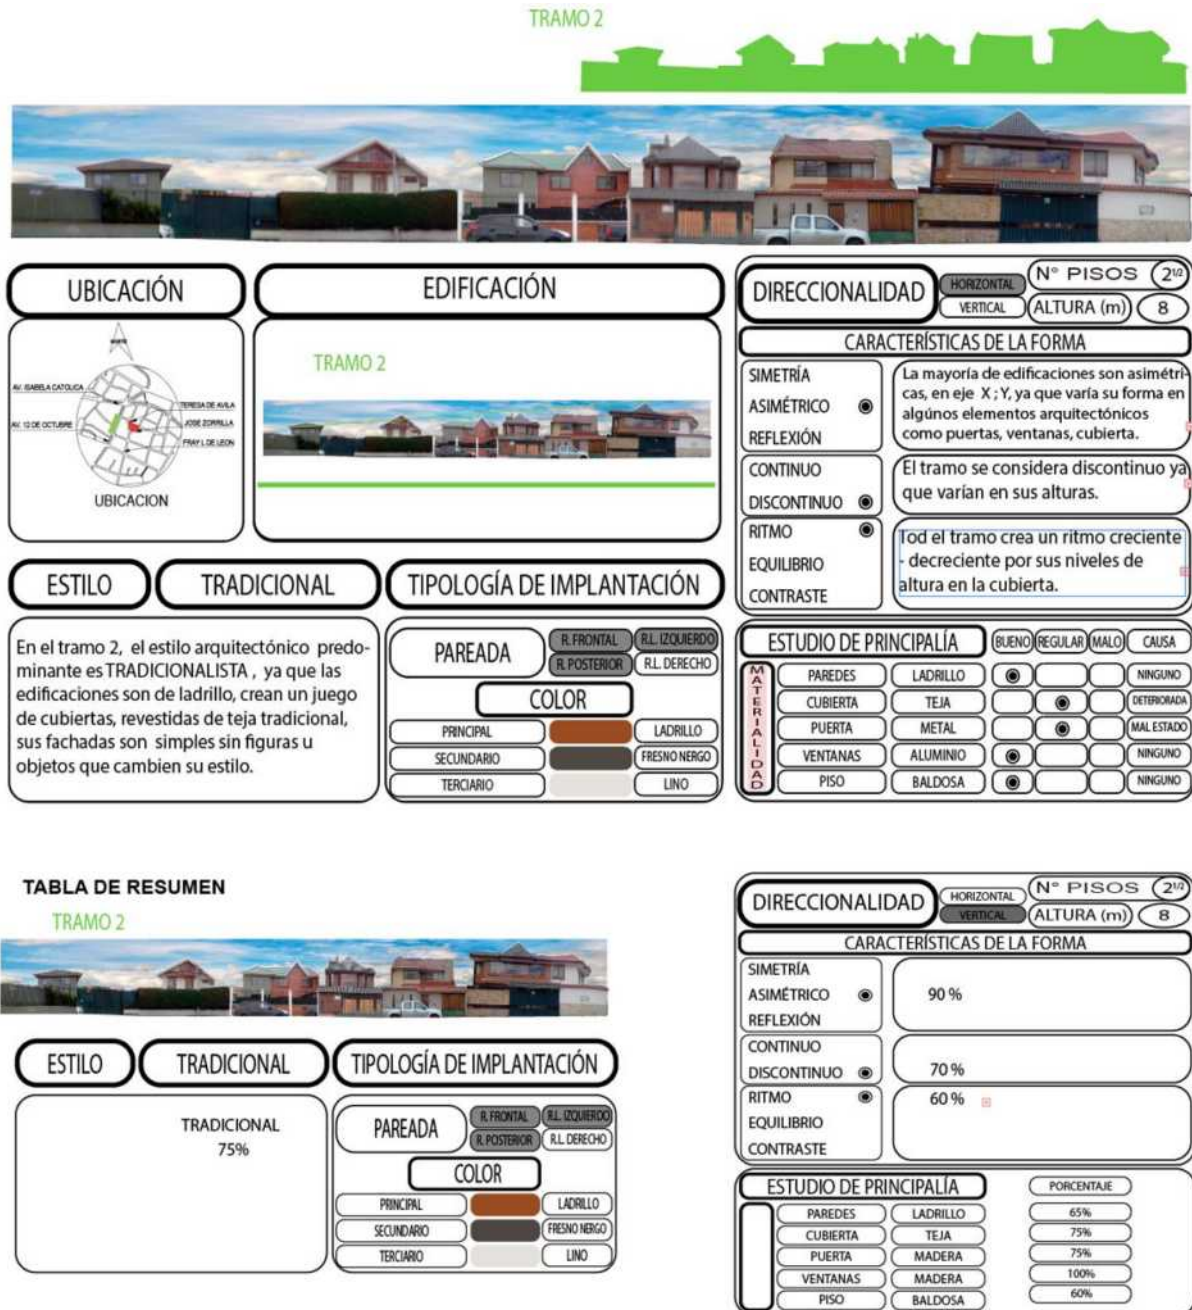 TRAMO 2
UBICACIÓN
AV. ISABELA CATOLICA
AV. 12 DE OCTUBRE
TERESA DE AVILA
JOSE ZORRILLA
FRAY L DE LEON
UBICACION
EDIFICACIÓN
TRAMO 2
DIRECCIONALIDAD
HORIZONTAL
VERTICAL
N° PISOS
2 1/2
ALTURA (m)
8
CARACTERÍSTICAS DE LA FORMA
SIMETRÍA
ASIMÉTRICO
REFLEXIÓN
La mayoría de edificaciones son asimétri-
cas, en eje X ; Y, ya que varía su forma en
algúnos elementos arquitectónicos
como puertas, ventanas, cubierta.
CONTINUO
DISCONTINUO
El tramo se considera discontinuo ya
que varían en sus alturas.
RITMO
EQUILIBRIO
CONTRASTE
Tod el tramo crea un ritmo creciente
- decreciente por sus niveles de
altura en la cubierta.
ESTILO
TRADICIONAL
En el tramo 2, el estilo arquitectónico predo-
minante es TRADICIONALISTA , ya que las
edificaciones son de ladrillo, crean un juego
de cubiertas, revestidas de teja tradicional,
sus fachadas son simples sin figuras u
objetos que cambien su estilo.
TIPOLOGÍA DE IMPLANTACIÓN
PAREADA
R. FRONTAL
R.L. IZQUIERDO
R. POSTERIOR
R.L. DERECHO
COLOR
PRINCIPAL LADRILLO
SECUNDARIO FRESNO NERGO
TERCIARIO LINO
ESTUDIO DE PRINCIPALÍA BUENO REGULAR MALO CAUSA
MATERIALIDAD
PAREDES LADRILLO NINGUNO
CUBIERTA TEJA DETERIORADA
PUERTA METAL MAL ESTADO
VENTANAS ALUMINIO NINGUNO
PISO BALDOSA NINGUNO
TABLA DE RESUMEN
TRAMO 2
ESTILO
TRADICIONAL
TRADICIONAL
75%
TIPOLOGÍA DE IMPLANTACIÓN
PAREADA
R. FRONTAL
R.L. IZQUIERDO
R. POSTERIOR
R.L. DERECHO
COLOR
PRINCIPAL LADRILLO
SECUNDARIO FRESNO NERGO
TERCIARIO LINO
DIRECCIONALIDAD
HORIZONTAL
VERTICAL
N° PISOS
2 1/2
ALTURA (m)
8
CARACTERÍSTICAS DE LA FORMA
SIMETRÍA
ASIMÉTRICO
REFLEXIÓN
90 %
CONTINUO
DISCONTINUO
70 %
RITMO
EQUILIBRIO
CONTRASTE
60 %
ESTUDIO DE PRINCIPALÍA PORCENTAJE
PAREDES LADRILLO 65%
CUBIERTA TEJA 75%
PUERTA MADERA 75%
VENTANAS MADERA 100%
PISO BALDOSA 60%